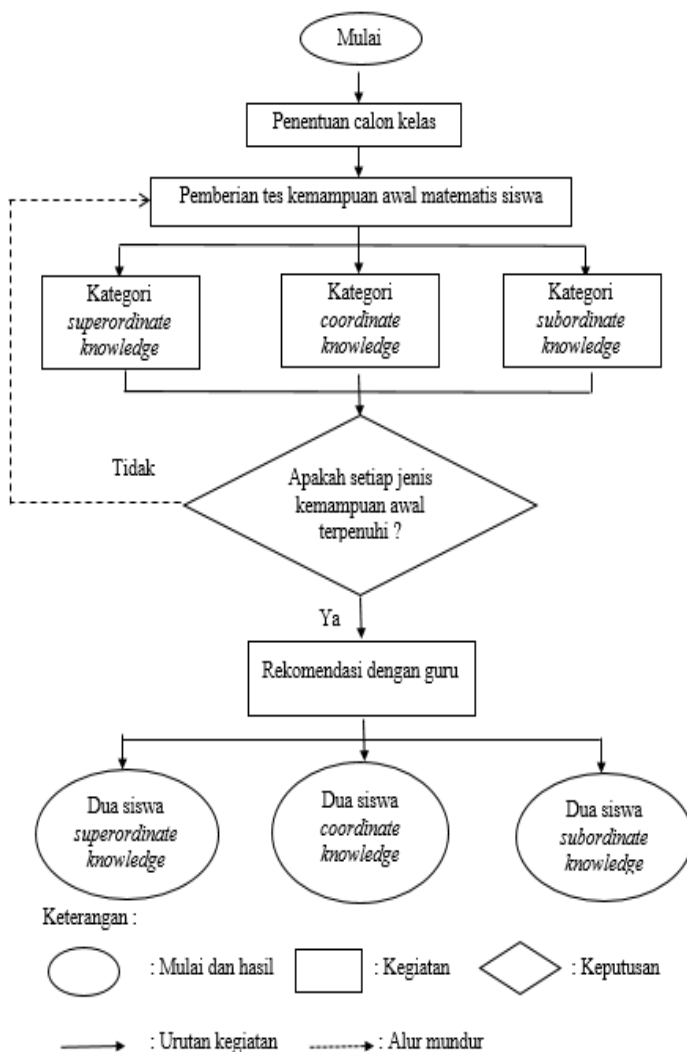 Mulai
Penentuan calon kelas
Pemberian tes kemampuan awal matematis siswa
Kategori
superordinate
knowledge
Kategori
coordinate
knowledge
Kategori
subordinate
knowledge
Tidak
Apakah setiap jenis
kemampuan awal
terpenuhi ?
Ya
Rekomendasi dengan guru
Dua siswa
superordinate
knowledge
Dua siswa
coordinate
knowledge
Dua siswa
subordinate
knowledge
Keterangan :
: Mulai dan hasil
: Kegiatan
: Keputusan
: Urutan kegiatan
: Alur mundur